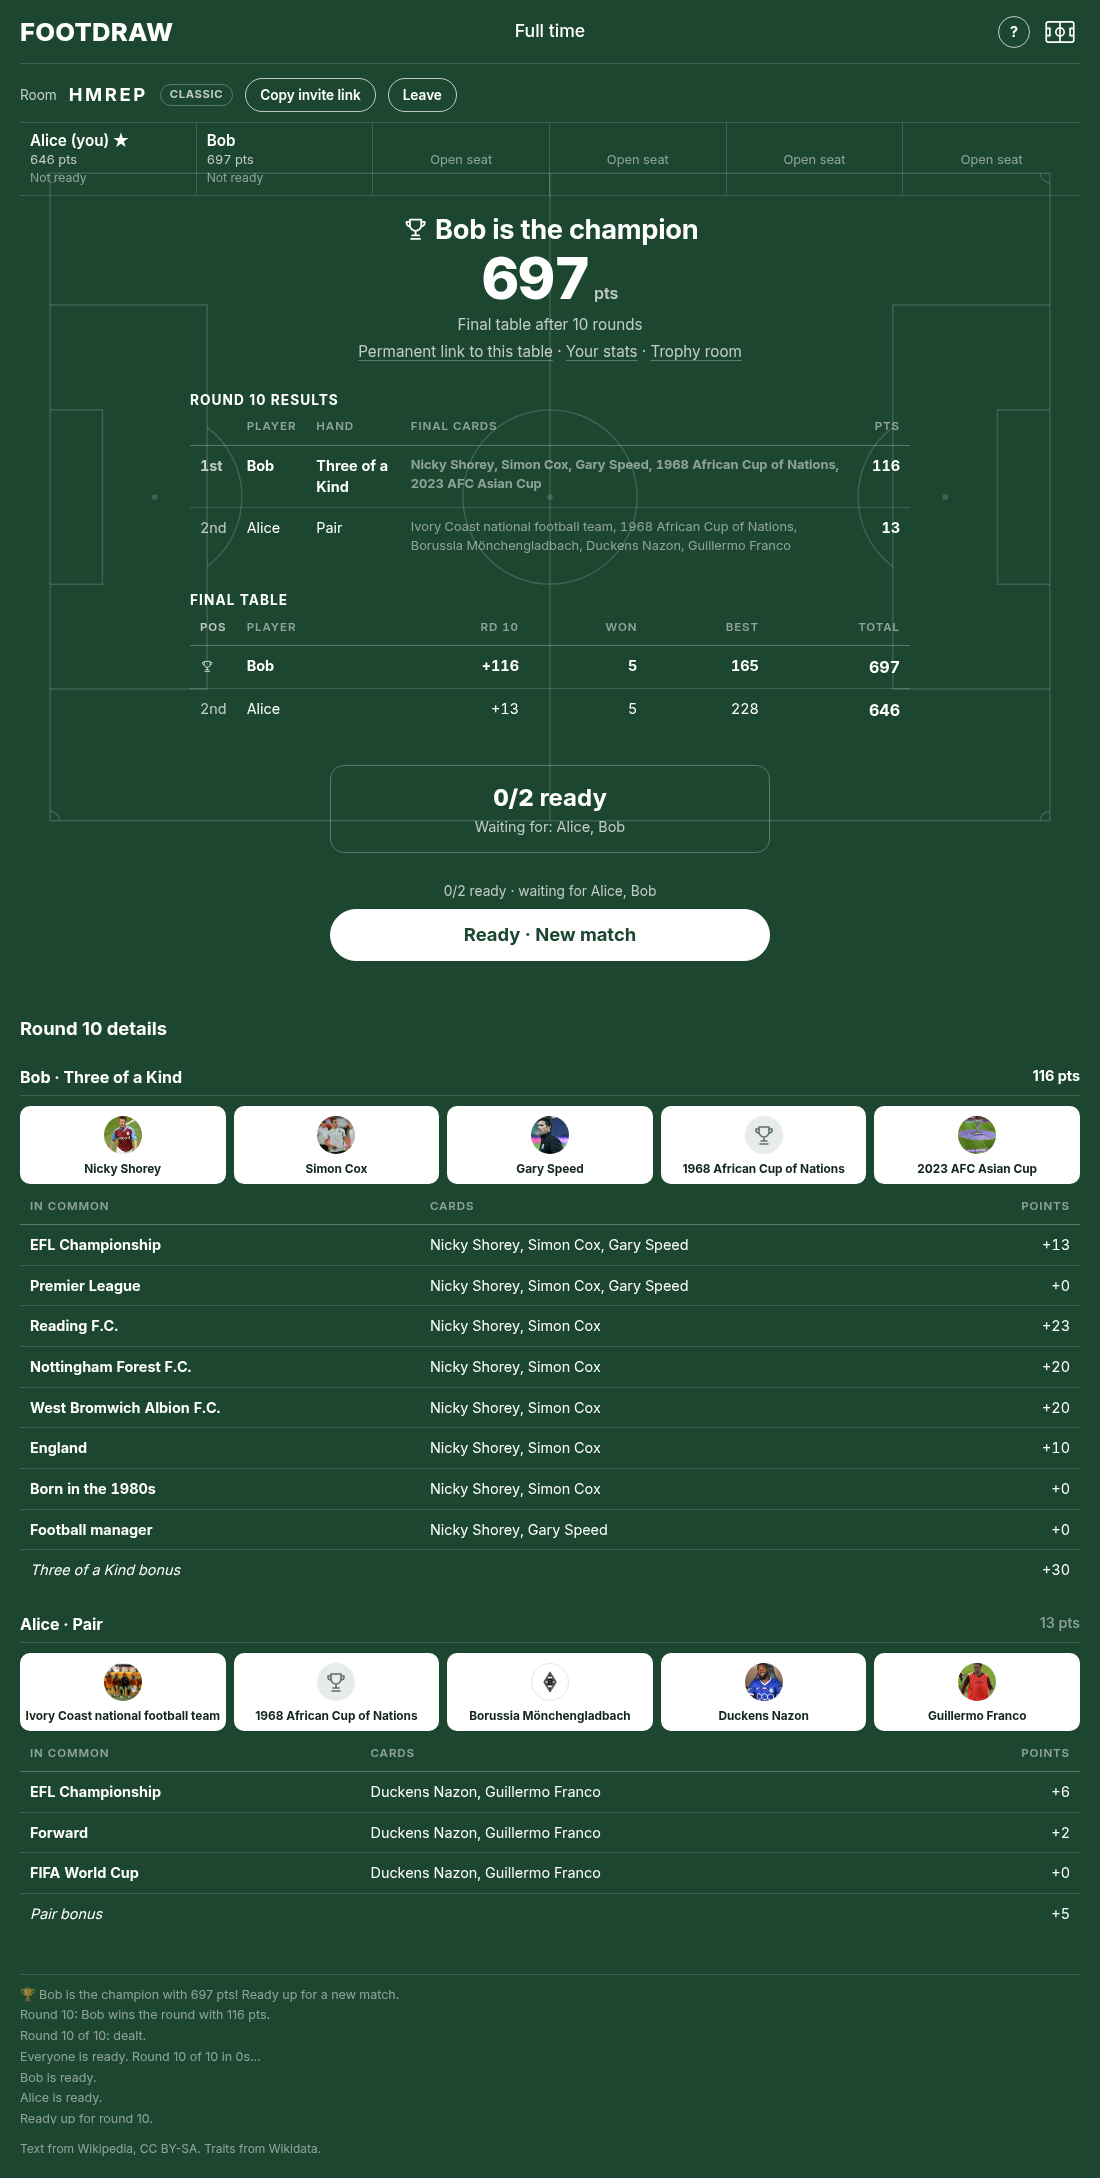 FOOTDRAW
Full time
?
Room HMREP CLASSIC Copy invite link Leave
Alice (you) ★
646 pts
Not ready
Bob
697 pts
Not ready
Open seat
Open seat
Open seat
Open seat
Bob is the champion
697 pts
Final table after 10 rounds
Permanent link to this table · Your stats · Trophy room
ROUND 10 RESULTS
PLAYER HAND FINAL CARDS PTS
1st Bob Three of a Kind Nicky Shorey, Simon Cox, Gary Speed, 1968 African Cup of Nations, 2023 AFC Asian Cup 116
2nd Alice Pair Ivory Coast national football team, 1968 African Cup of Nations, Borussia Mönchengladbach, Duckens Nazon, Guillermo Franco 13
FINAL TABLE
POS PLAYER RD 10 WON BEST TOTAL
Bob +116 5 165 697
2nd Alice +13 5 228 646
0/2 ready
Waiting for: Alice, Bob
0/2 ready · waiting for Alice, Bob
Ready · New match
Round 10 details
Bob · Three of a Kind 116 pts
Nicky Shorey
Simon Cox
Gary Speed
1968 African Cup of Nations
2023 AFC Asian Cup
IN COMMON CARDS POINTS
EFL Championship Nicky Shorey, Simon Cox, Gary Speed +13
Premier League Nicky Shorey, Simon Cox, Gary Speed +0
Reading F.C. Nicky Shorey, Simon Cox +23
Nottingham Forest F.C. Nicky Shorey, Simon Cox +20
West Bromwich Albion F.C. Nicky Shorey, Simon Cox +20
England Nicky Shorey, Simon Cox +10
Born in the 1980s Nicky Shorey, Simon Cox +0
Football manager Nicky Shorey, Gary Speed +0
Three of a Kind bonus +30
Alice · Pair 13 pts
Ivory Coast national football team
1968 African Cup of Nations
Borussia Mönchengladbach
Duckens Nazon
Guillermo Franco
IN COMMON CARDS POINTS
EFL Championship Duckens Nazon, Guillermo Franco +6
Forward Duckens Nazon, Guillermo Franco +2
FIFA World Cup Duckens Nazon, Guillermo Franco +0
Pair bonus +5
🏆 Bob is the champion with 697 pts! Ready up for a new match.
Round 10: Bob wins the round with 116 pts.
Round 10 of 10: dealt.
Everyone is ready. Round 10 of 10 in 0s…
Bob is ready.
Alice is ready.
Ready up for round 10.
Text from Wikipedia, CC BY-SA. Traits from Wikidata.